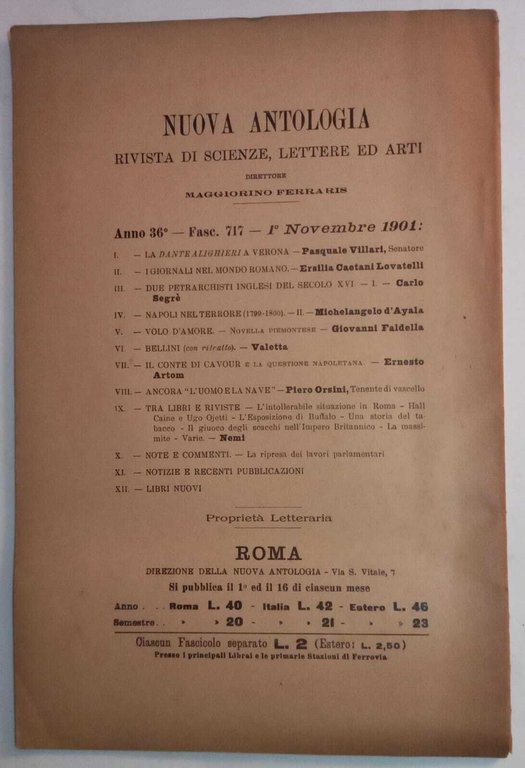 NUOVA ANTOLOGIA
RIVISTA DI SCIENZE, LETTERE ED ARTI
DIRETTORE
MAGGIORINO FERRARIS
Anno 36º — Fasc. 717 — 1º Novembre 1901:
I. — LA DANTE ALIGHIERI A VERONA — Pasquale Villari, Senatore
II. — I GIORNALI NEL MONDO ROMANO. — Ersilia Caetani Lovatelli
III. — DUE PETRARCHISTI INGLESI DEL SECOLO XVI - I. — Carlo
Segrè
IV. — NAPOLI NEL TERRORE (1799-1800). — II. — Michelangelo d'Ayala
V. — VOLO D'AMORE. — NOVELLA PIEMONTESE — Giovanni Faldella
VI. — BELLINI (con ritratto). — Valetta
VII. — IL CONTE DI CAVOUR E LA QUESTIONE NAPOLETANA. — Ernesto
Artom
VIII. — ANCORA "L'UOMO E LA NAVE" — Piero Orsini, Tenente di vascello
IX. — TRA LIBRI E RIVISTE — L'intollerabile situazione in Roma - Hall
Caine e Ugo Ojetti - L'Esposizione di Buffalo - Una storia del ta-
bacco - Il giuoco degli scacchi nell'Impero Britannico - La massi-
mite - Varie. — Nemi
X. — NOTE E COMMENTI. — La ripresa dei lavori parlamentari
XI. — NOTIZIE E RECENTI PUBBLICAZIONI
XII. — LIBRI NUOVI
Proprietà Letteraria
ROMA
DIREZIONE DELLA NUOVA ANTOLOGIA - Via S. Vitale, 7
Si pubblica il 1º ed il 16 di ciascun mese
Anno . . . Roma L. 40 - Italia L. 42 - Estero L. 46
Semestro . . » » 20 - » » 21 - » » 23
Ciascun Fascicolo separato L. 2 (Estero: L. 2,50)
Presso i principali Librai e le primarie Stazioni di Ferrovia